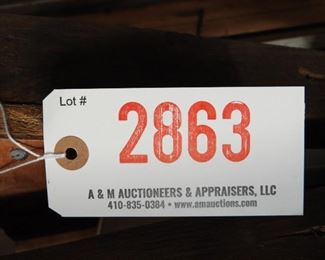 Lot #
2863
A & M AUCTIONEERS & APPRAISERS, LLC
410-835-0384 • www.amauctions.com